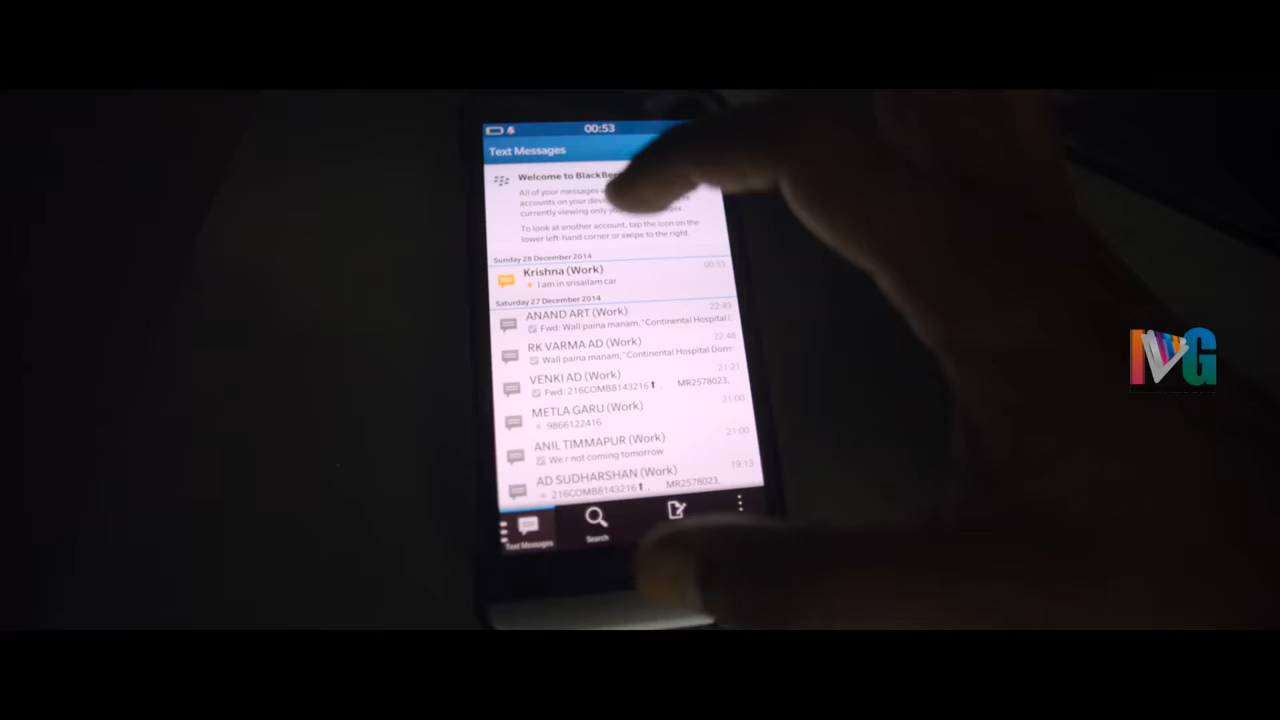 00:53
Text Messages
Welcome to
All of your messages
accounts on your
currently viewing only
To look at another account, tap the icon on the
lower left-hand corner or swipe to the right.
Sunday 28 December 2014
Krishna (Work) 00:53
I am in srisailam car
Saturday 27 December 2014
ANAND ART (Work) 22:49
Fwd: Wall paina manam, "Continental Hospital
RK VARMA AD (Work) 22:48
Wall paina manam, "Continental Hospital
VENKI AD (Work) 21:21
Fwd: 216COMB8143216⬆. MR2578023,
METLA GARU (Work) 21:00
9866122416
ANIL TIMMAPUR (Work) 21:00
We r not coming tomorrow
AD SUDHARSHAN (Work) 19:13
216COMB8143216⬆. MR2578023,
Text Messages Search
MVG